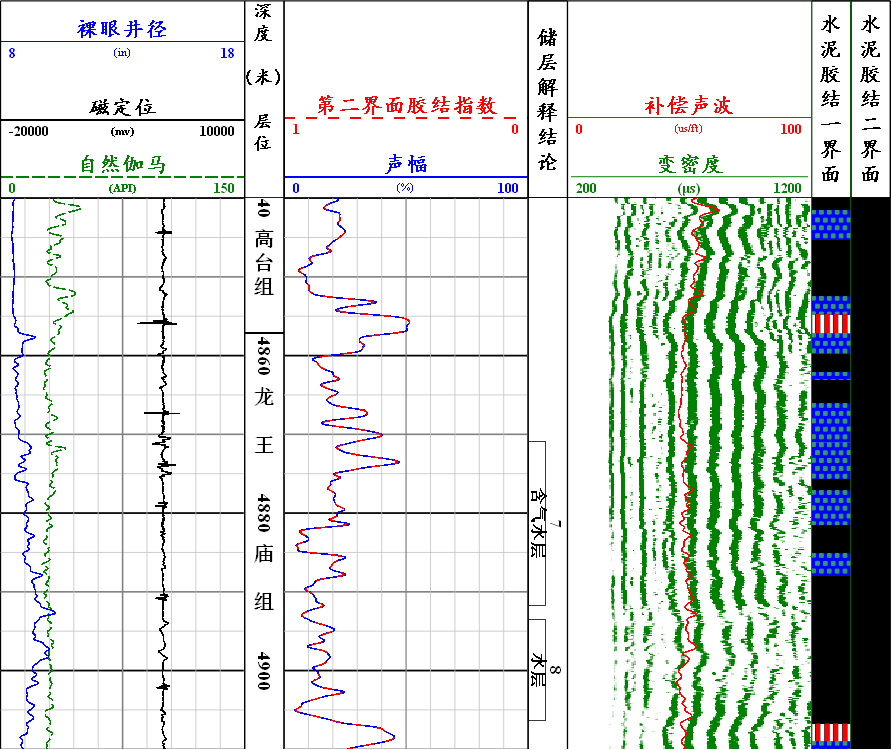 裸眼井径
8 (in) 18
磁定位
-20000 (mv) 10000
自然伽马
0 (API) 150
深度
(米)
层位
第二界面胶结指数
1 0
声幅
0 (%) 100
储层解释结论
补偿声波
0 (us/ft) 100
变密度
200 (μs) 1200
水泥胶结一界面
水泥胶结二界面
40
高台组
4860
龙王
4880
庙组
4900
7
含气水层
8
水层